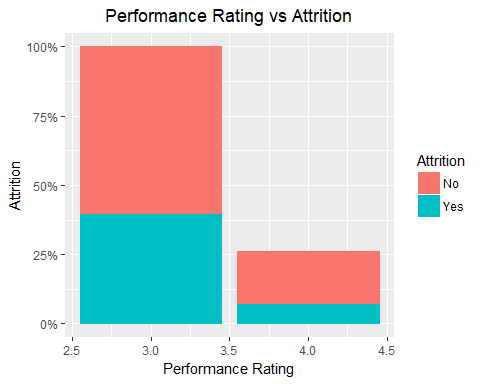 Performance Rating vs Attrition
100%
75%
50%
25%
0%
Attrition
2.5 3.0 3.5 4.0 4.5
Performance Rating
Attrition
No
Yes